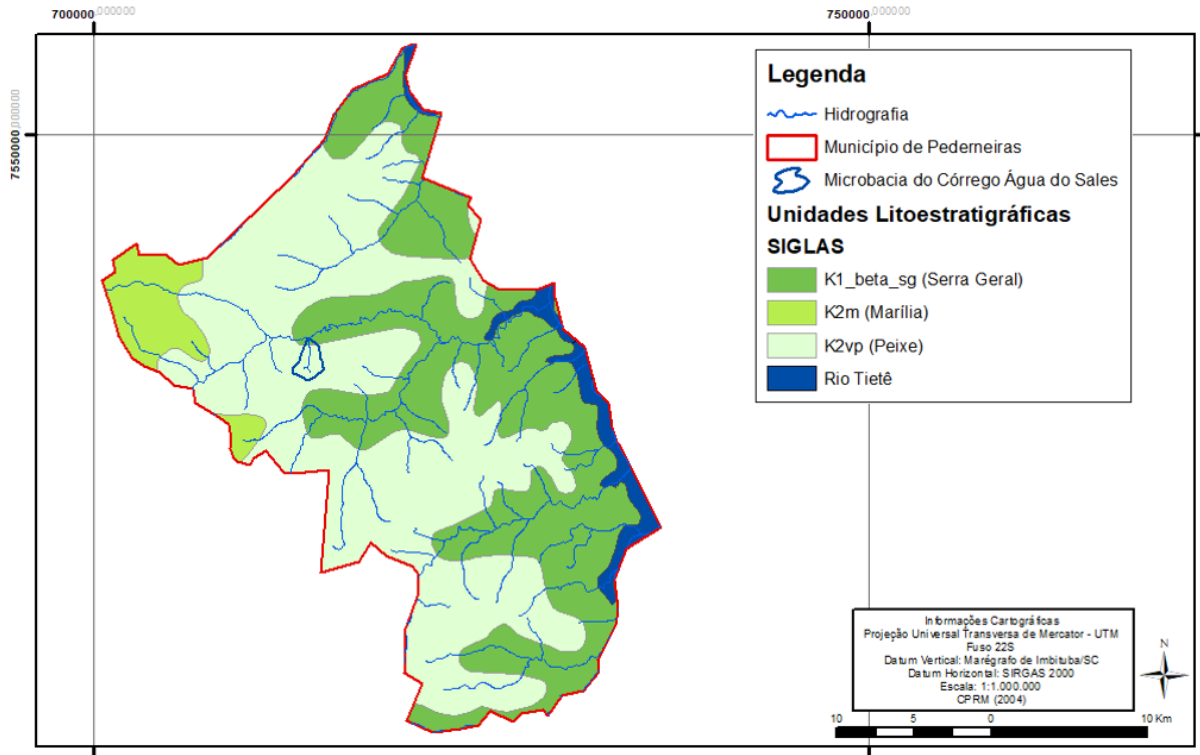 700000,000000
750000,000000
7550000,000000
Legenda
Hidrografia
Município de Pederneiras
Microbacia do Córrego Água do Sales
Unidades Litoestratigráficas
SIGLAS
K1_beta_sg (Serra Geral)
K2m (Marília)
K2vp (Peixe)
Rio Tietê
Informações Cartográficas
Projeção Universal Transversa de Mercator - UTM
Fuso 22S
Datum Vertical: Marégrafo de Imbituba/SC
Datum Horizontal: SIRGAS 2000
Escala: 1:1.000.000
CPRM (2004)
N
10 5 0 10 Km